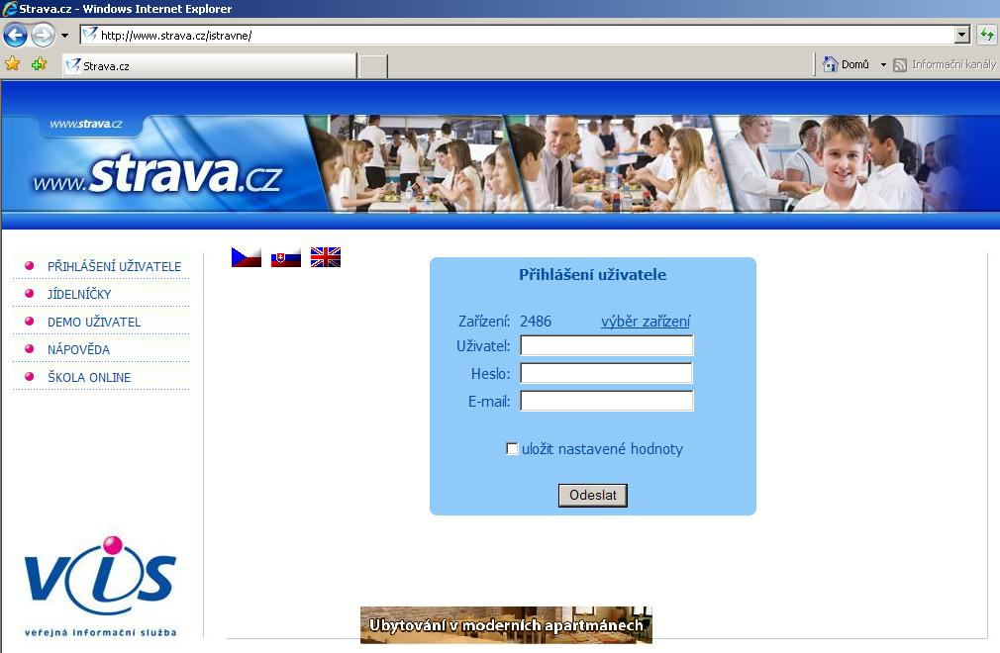 Strava.cz - Windows Internet Explorer
http://www.strava.cz/istravne/
Strava.cz
Domů
Informační kanály
www.strava.cz
www.strava.cz
PŘIHLÁŠENÍ UŽIVATELE
JÍDELNÍČKY
DEMO UŽIVATEL
NÁPOVĚDA
ŠKOLA ONLINE
Přihlášení uživatele
Zařízení: 2486 výběr zařízení
Uživatel:
Heslo:
E-mail:
uložit nastavené hodnoty
Odeslat
vis
veřejná informační služba
Ubytování v moderních apartmánech